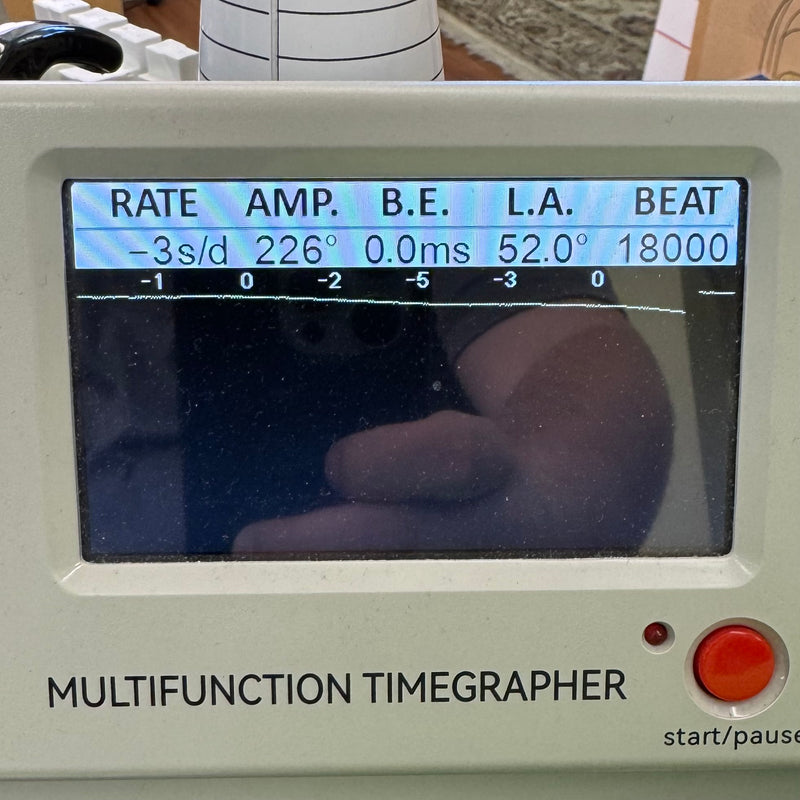 RATE AMP. B.E. L.A. BEAT
−3s/d 226° 0.0ms 52.0° 18000
-1 0 -2 -5 -3 0
MULTIFUNCTION TIMEGRAPHER
start/pause